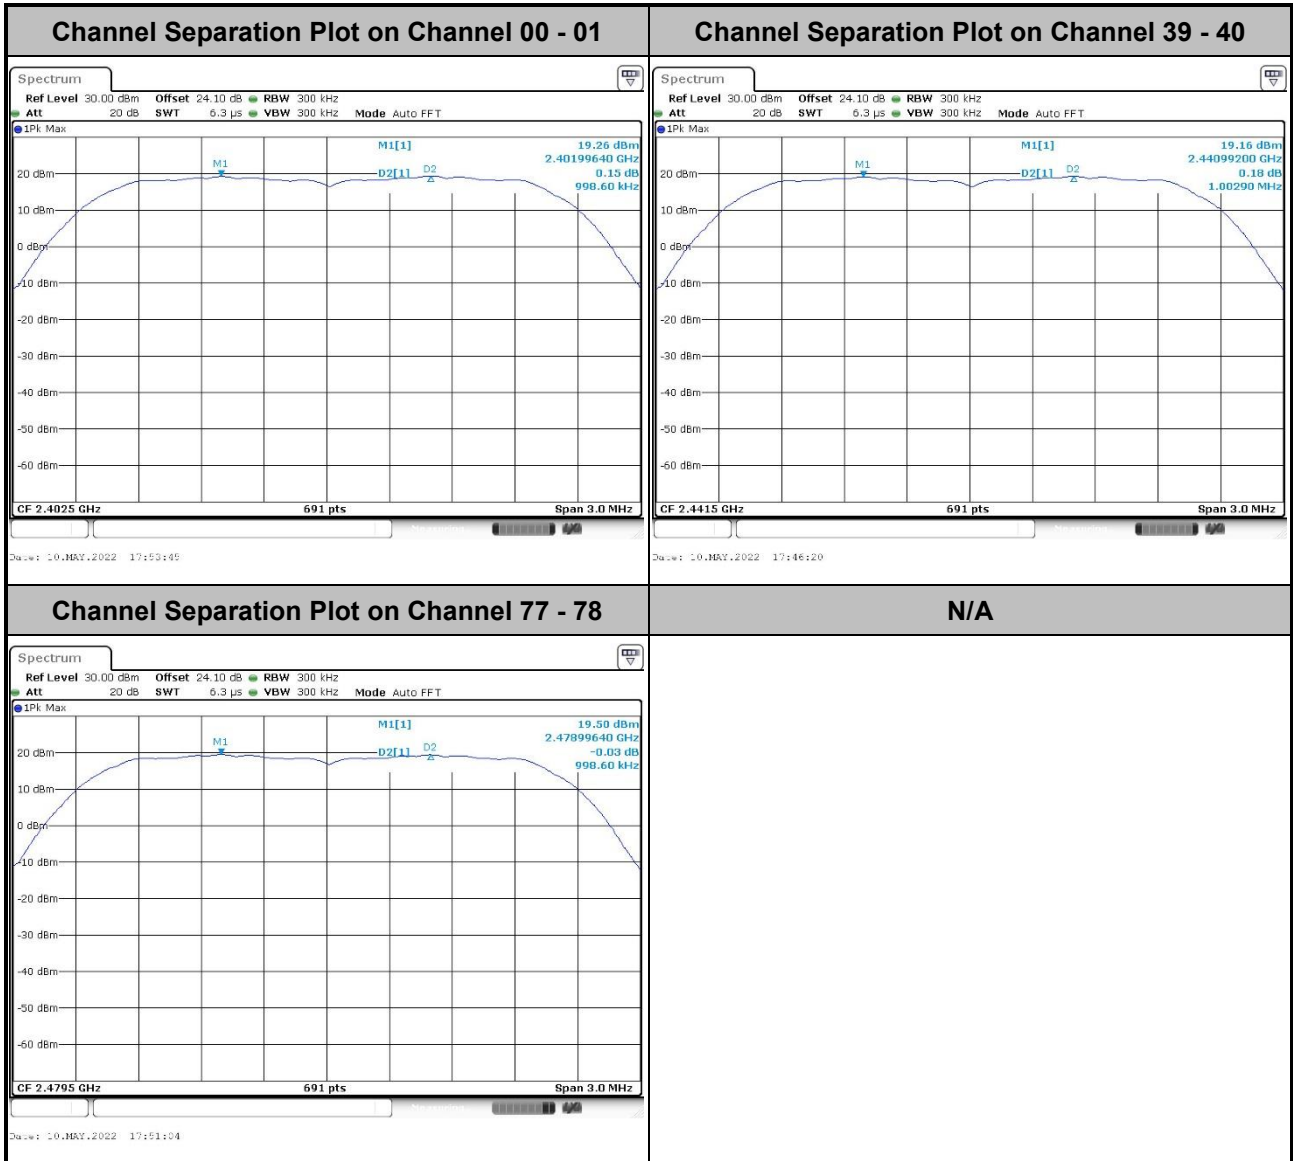 Channel Separation Plot on Channel 00 - 01
Spectrum
Ref Level 30.00 dBm Offset 24.10 dB RBW 300 kHz
Att 20 dB SWT 6.3 µs VBW 300 kHz Mode Auto FFT
1Pk Max
M1[1] 19.26 dBm
2.40199640 GHz
D2[1] 0.15 dB
998.60 kHz
M1
D2
20 dBm
10 dBm
0 dBm
-10 dBm
-20 dBm
-30 dBm
-40 dBm
-50 dBm
-60 dBm
CF 2.4025 GHz 691 pts Span 3.0 MHz
Date: 10.MAY.2022 17:53:45
Channel Separation Plot on Channel 39 - 40
Spectrum
Ref Level 30.00 dBm Offset 24.10 dB RBW 300 kHz
Att 20 dB SWT 6.3 µs VBW 300 kHz Mode Auto FFT
1Pk Max
M1[1] 19.16 dBm
2.44099200 GHz
D2[1] 0.18 dB
1.00290 MHz
M1
D2
20 dBm
10 dBm
0 dBm
-10 dBm
-20 dBm
-30 dBm
-40 dBm
-50 dBm
-60 dBm
CF 2.4415 GHz 691 pts Span 3.0 MHz
Date: 10.MAY.2022 17:46:20
Channel Separation Plot on Channel 77 - 78
Spectrum
Ref Level 30.00 dBm Offset 24.10 dB RBW 300 kHz
Att 20 dB SWT 6.3 µs VBW 300 kHz Mode Auto FFT
1Pk Max
M1[1] 19.50 dBm
2.47899640 GHz
D2[1] -0.03 dB
998.60 kHz
M1
D2
20 dBm
10 dBm
0 dBm
-10 dBm
-20 dBm
-30 dBm
-40 dBm
-50 dBm
-60 dBm
CF 2.4795 GHz 691 pts Span 3.0 MHz
Date: 10.MAY.2022 17:51:04
N/A